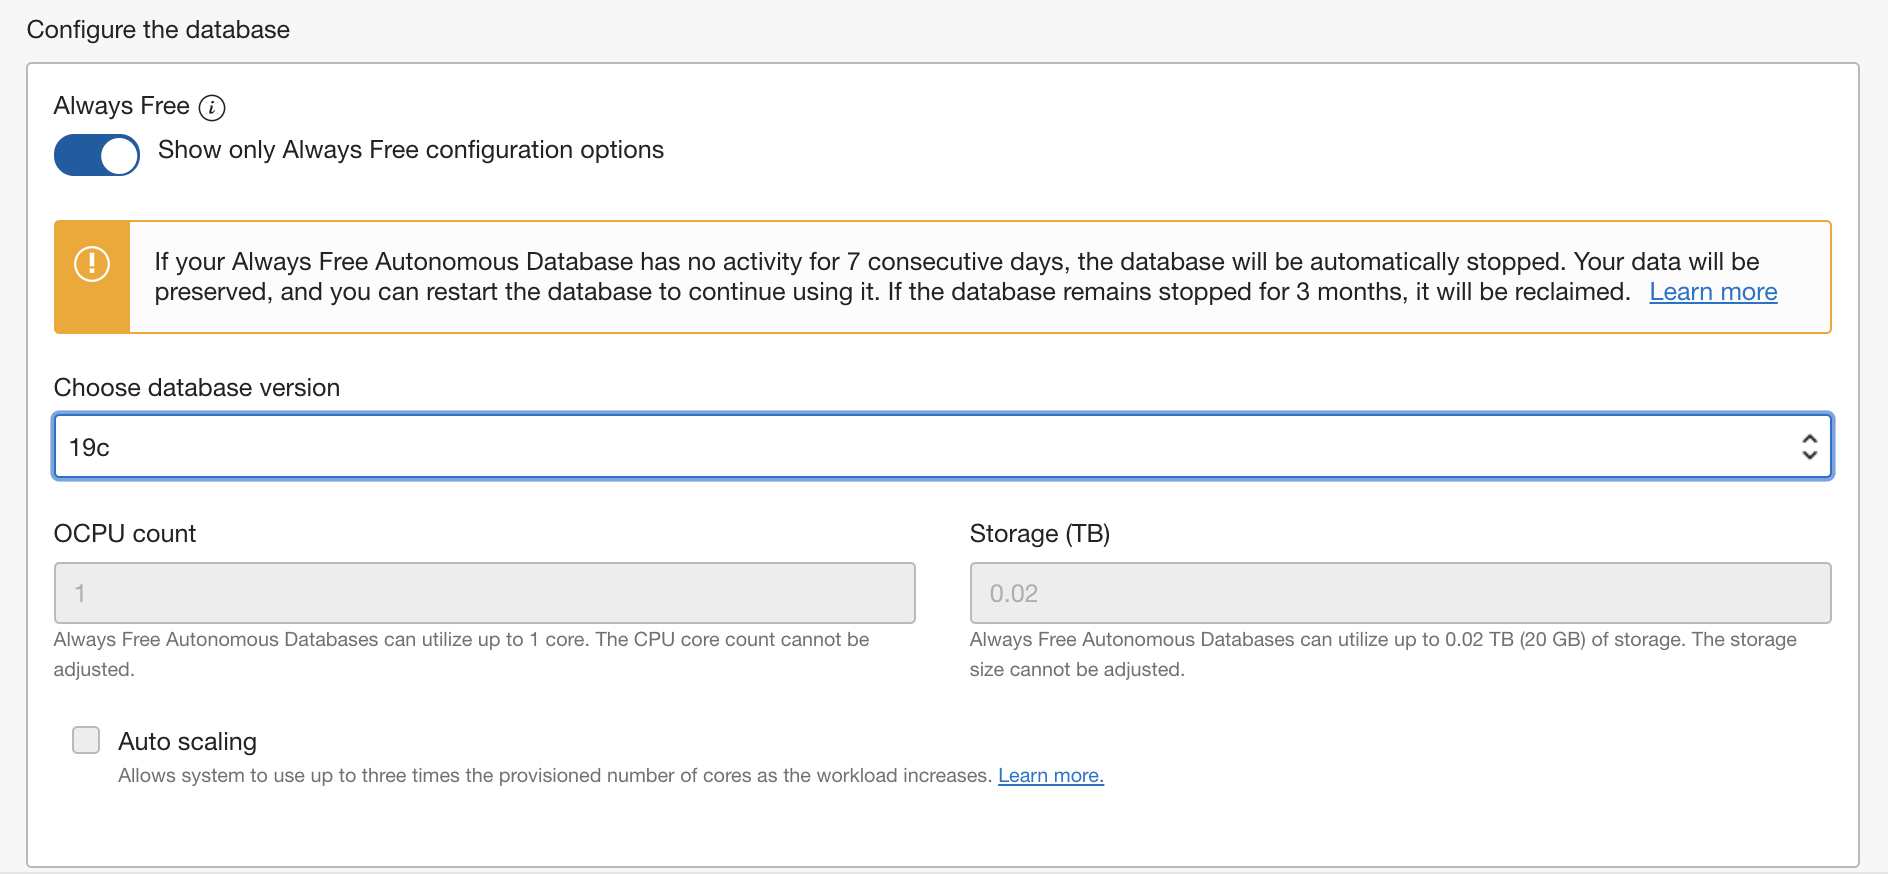 Configure the database
Always Free
Show only Always Free configuration options
If your Always Free Autonomous Database has no activity for 7 consecutive days, the database will be automatically stopped. Your data will be
preserved, and you can restart the database to continue using it. If the database remains stopped for 3 months, it will be reclaimed. Learn more
Choose database version
19c
OCPU count
Storage (TB)
1
0.02
Always Free Autonomous Databases can utilize up to 1 core. The CPU core count cannot be
adjusted.
Always Free Autonomous Databases can utilize up to 0.02 TB (20 GB) of storage. The storage
size cannot be adjusted.
Auto scaling
Allows system to use up to three times the provisioned number of cores as the workload increases. Learn more.